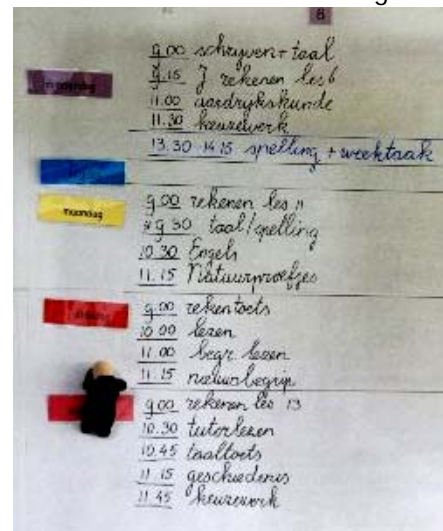 8
9.00 schrijven + taal
9.15 J rekenen les 6
maandag
11.00 aardrijkskunde
11.30 keuzewerk
13.30 14.15 spelling + weektaak
maandag
9.00 rekenen les 11
9.30 taal/spelling
10.30 Engels
11.15 Natuurproefjes
9.00 rekentoets
10.00 lezen
11.00 begr. lezen
11.15 natuurbegrip
9.00 rekenen les 13
10.30 tutorlezen
10.45 taaltoets
11.15 geschiedenis
11.45 keuzewerk